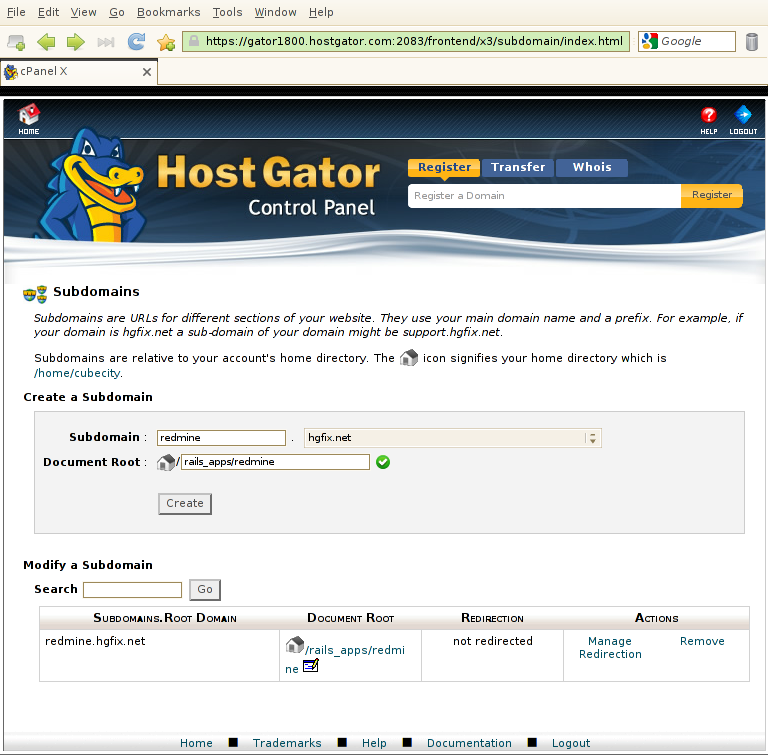 File Edit View Go Bookmarks Tools Window Help
https://gator1800.hostgator.com:2083/frontend/x3/subdomain/index.html
Google
cPanel X
HOME
HELP LOGOUT
HostGator
Control Panel
Register Transfer Whois
Register a Domain Register
Subdomains
Subdomains are URLs for different sections of your website. They use your main domain name and a prefix. For example, if
your domain is hgfix.net a sub-domain of your domain might be support.hgfix.net.
Subdomains are relative to your account's home directory. The icon signifies your home directory which is
/home/cubecity.
Create a Subdomain
Subdomain : redmine . hgfix.net
Document Root : / rails_apps/redmine
Create
Modify a Subdomain
Search Go
Subdomains.Root Domain Document Root Redirection Actions
redmine.hgfix.net /rails_apps/redmi not redirected Manage Remove
ne Redirection
Home Trademarks Help Documentation Logout